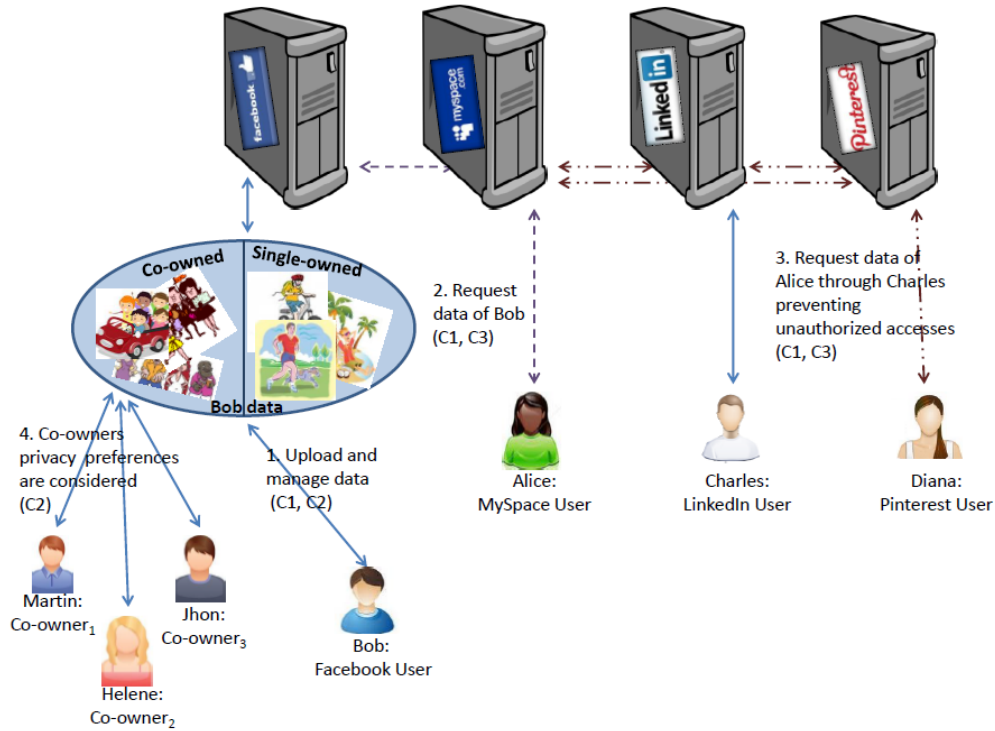 facebook
myspace
.com
Linked in
Pinterest
Co-owned
Single-owned
Bob data
2. Request
data of Bob
(C1, C3)
3. Request data of
Alice through Charles
preventing
unauthorized accesses
(C1, C3)
4. Co-owners
privacy preferences
are considered
(C2)
1. Upload and
manage data
(C1, C2)
Alice:
MySpace User
Charles:
LinkedIn User
Diana:
Pinterest User
Martin:
Co-owner1
Jhon:
Co-owner3
Helene:
Co-owner2
Bob:
Facebook User